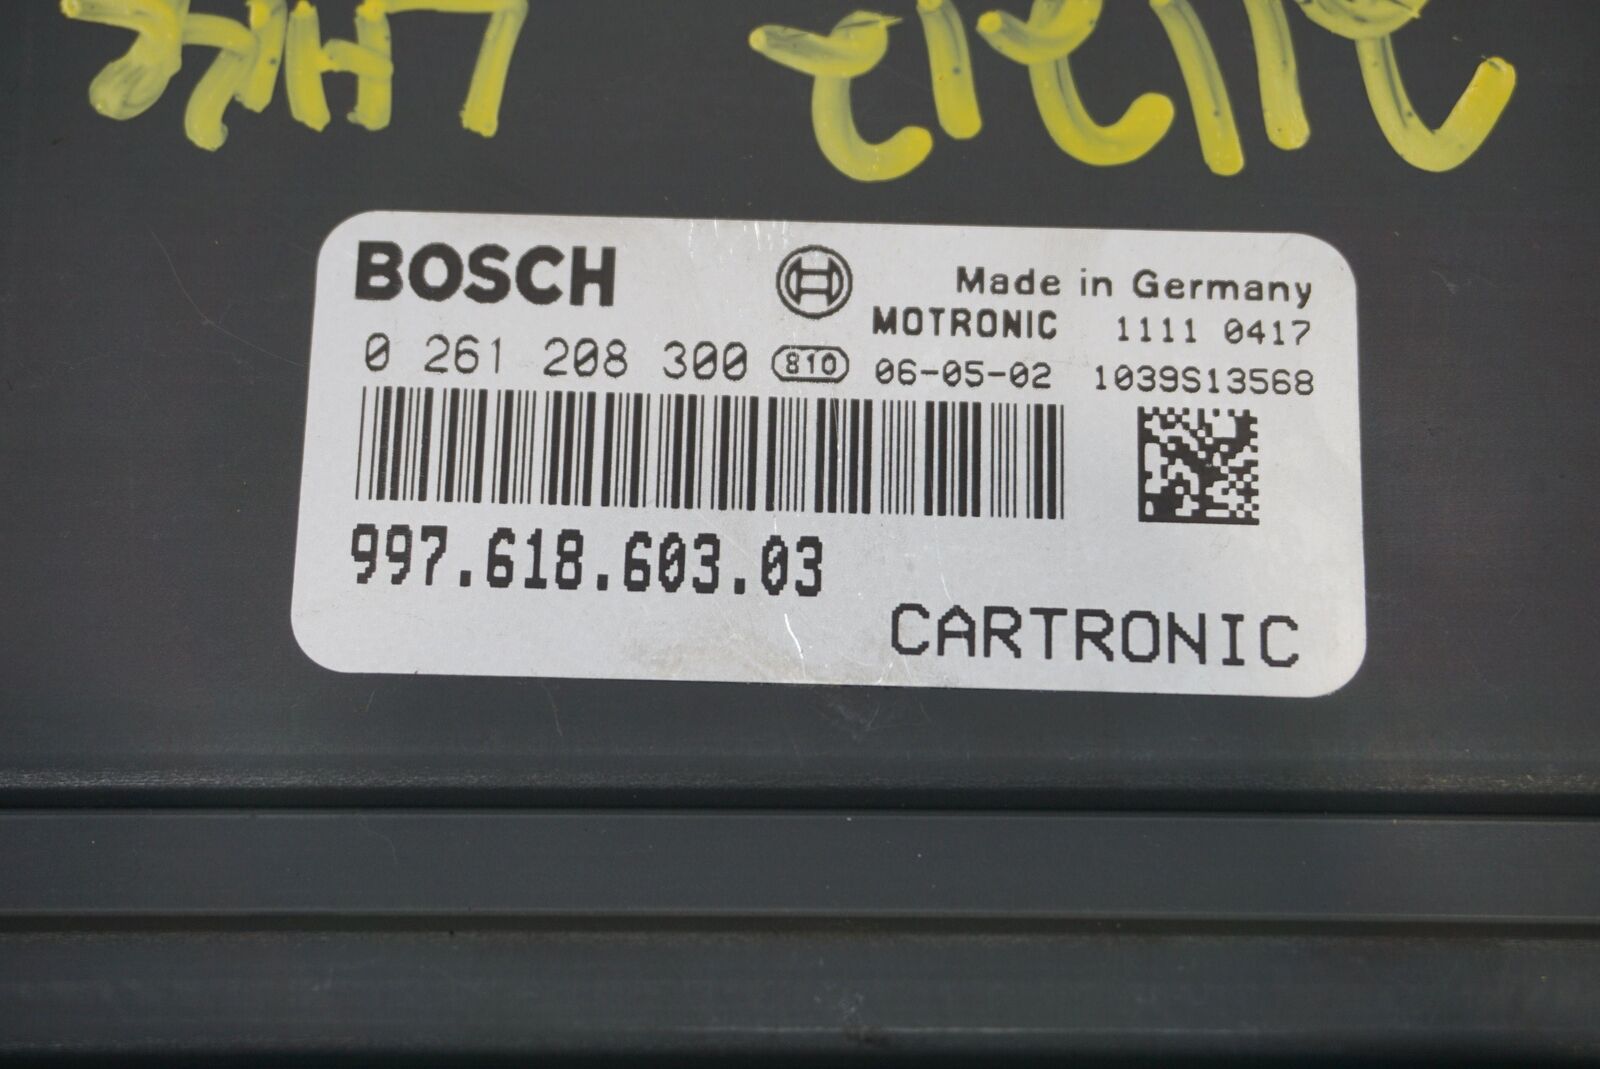 BOSCH
Made in Germany
MOTRONIC 1111 0417
0 261 208 300 810 06-05-02 1039S13568
997.618.603.03
CARTRONIC